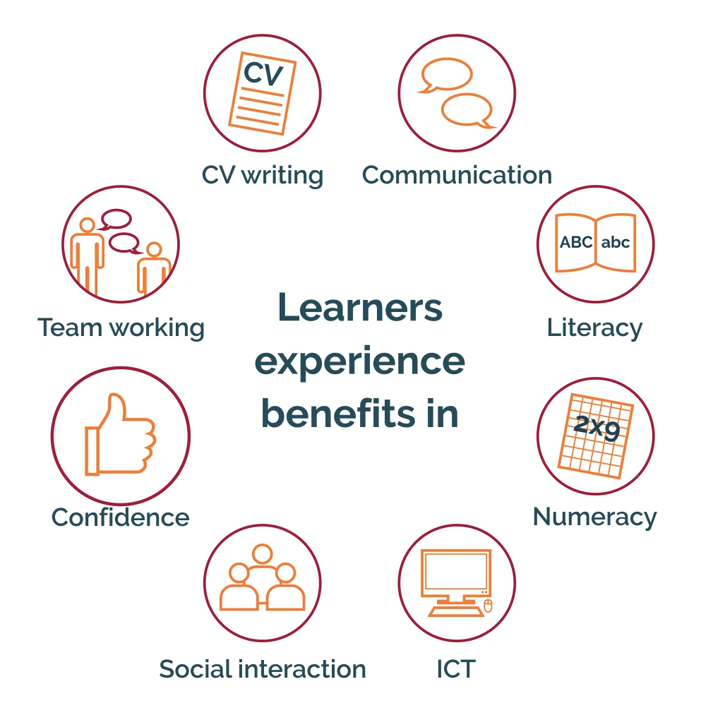 CV
CV writing
Communication
ABC abc
Team working
Literacy
Learners
experience
benefits in
2x9
Confidence
Numeracy
Social interaction
ICT